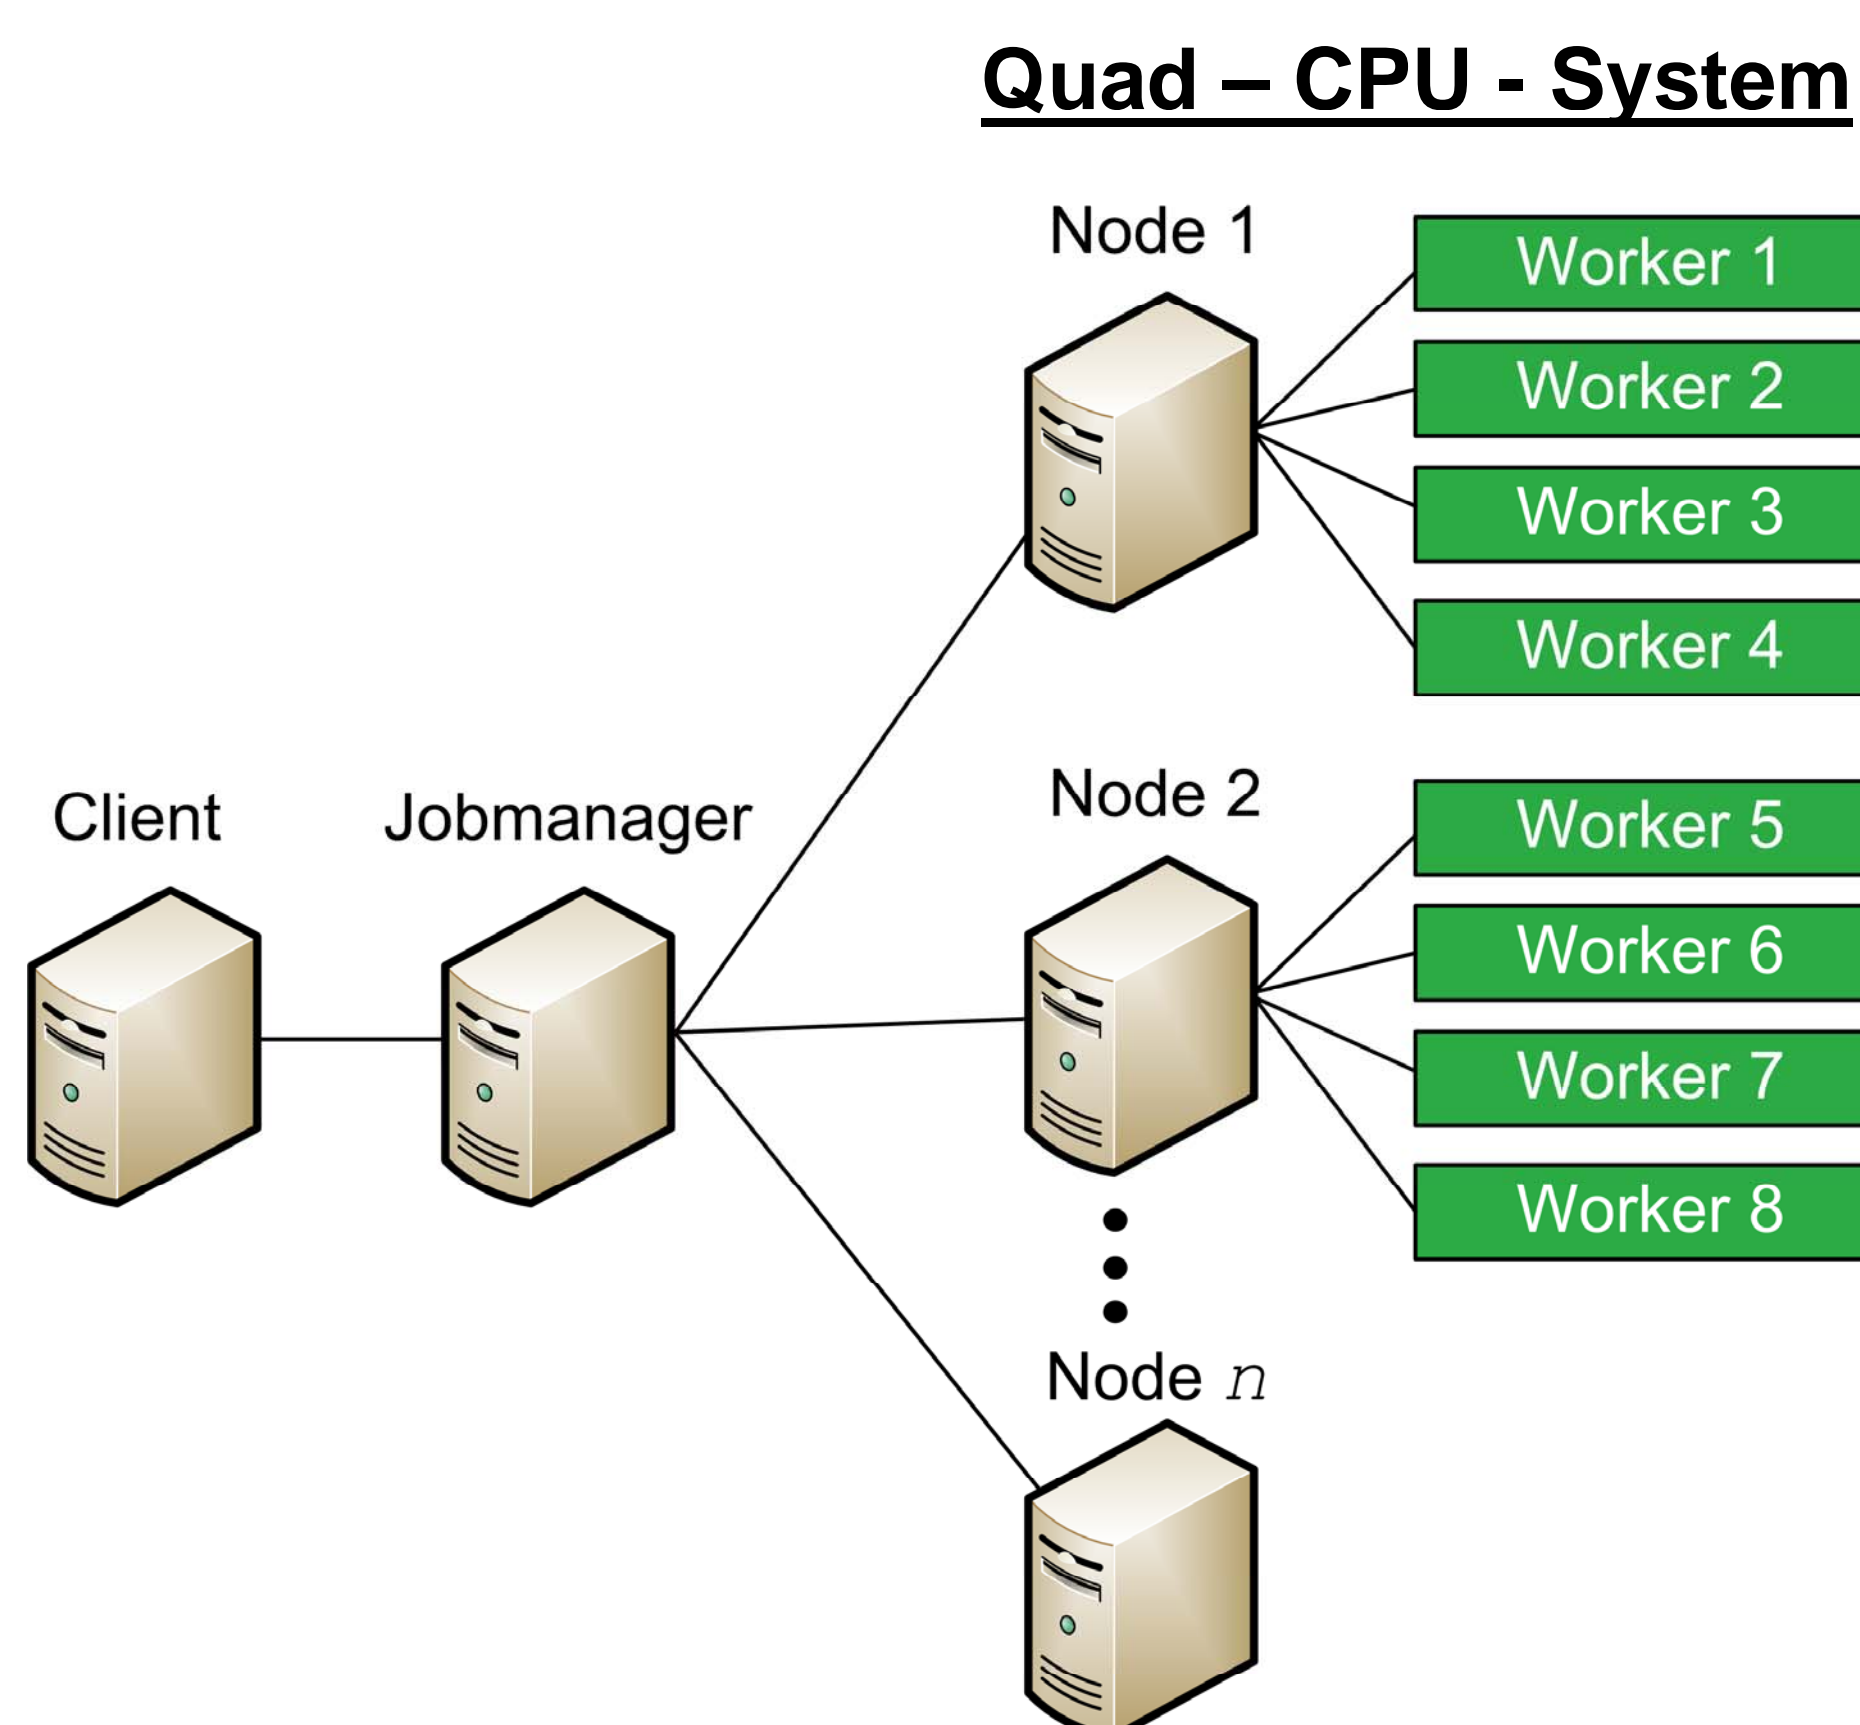 Quad – CPU - System
Node 1
Worker 1
Worker 2
Worker 3
Worker 4
Client
Jobmanager
Node 2
Worker 5
Worker 6
Worker 7
Worker 8
Node n